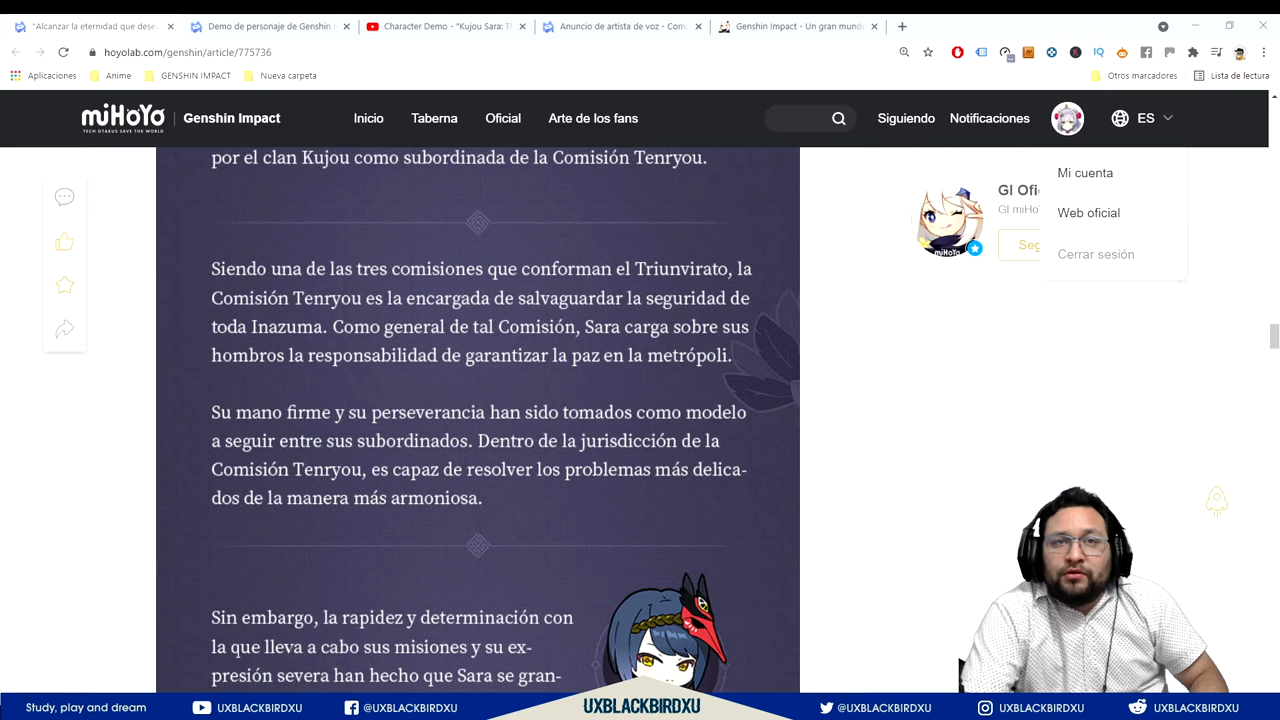 "Alcanzar la eternidad que dese
Demo de personaje de Genshin I
Character Demo - "Kujou Sara: Th
Anuncio de artista de voz - Comu
Genshin Impact - Un gran mundo
hoyolab.com/genshin/article/775736
Aplicaciones
Anime
GENSHIN IMPACT
Nueva carpeta
Otros marcadores
Lista de lectura
miHoYo
TECH OTAKUS SAVE THE WORLD
Genshin Impact
Inicio
Taberna
Oficial
Arte de los fans
Siguiendo
Notificaciones
ES
Mi cuenta
Web oficial
Cerrar sesión
GI Ofi
GI miHo
Seg
miHoYo
por el clan Kujou como subordinada de la Comisión Tenryou.
Siendo una de las tres comisiones que conforman el Triunvirato, la
Comisión Tenryou es la encargada de salvaguardar la seguridad de
toda Inazuma. Como general de tal Comisión, Sara carga sobre sus
hombros la responsabilidad de garantizar la paz en la metrópoli.
Su mano firme y su perseverancia han sido tomados como modelo
a seguir entre sus subordinados. Dentro de la jurisdicción de la
Comisión Tenryou, es capaz de resolver los problemas más delica-
dos de la manera más armoniosa.
Sin embargo, la rapidez y determinación con
la que lleva a cabo sus misiones y su ex-
presión severa han hecho que Sara se gran-
Study, play and dream
UXBLACKBIRDXU
@UXBLACKBIRDXU
UXBLACKBIRDXU
@UXBLACKBIRDXU
UXBLACKBIRDXU
UXBLACKBIRDXU